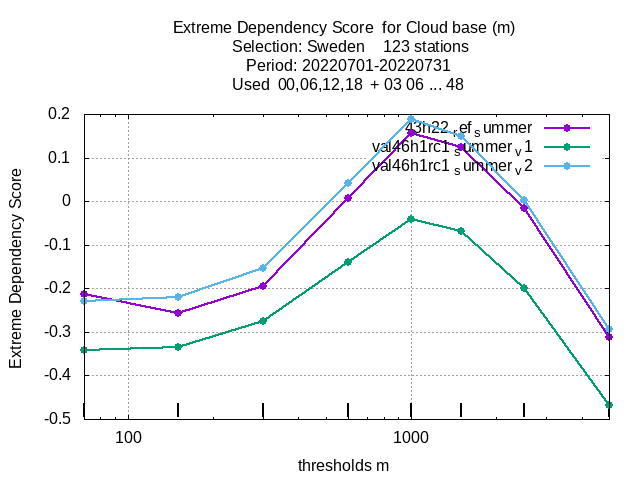 Extreme Dependency Score  for Cloud base (m)
Selection: Sweden    123 stations
Period: 20220701-20220731
Used  00,06,12,18  + 03 06 ... 48
43h22_ref_summer
val46h1rc1_summer_v1
val46h1rc1_summer_v2
Extreme Dependency Score
0.2
0.1
0
-0.1
-0.2
-0.3
-0.4
-0.5
100
1000
thresholds m